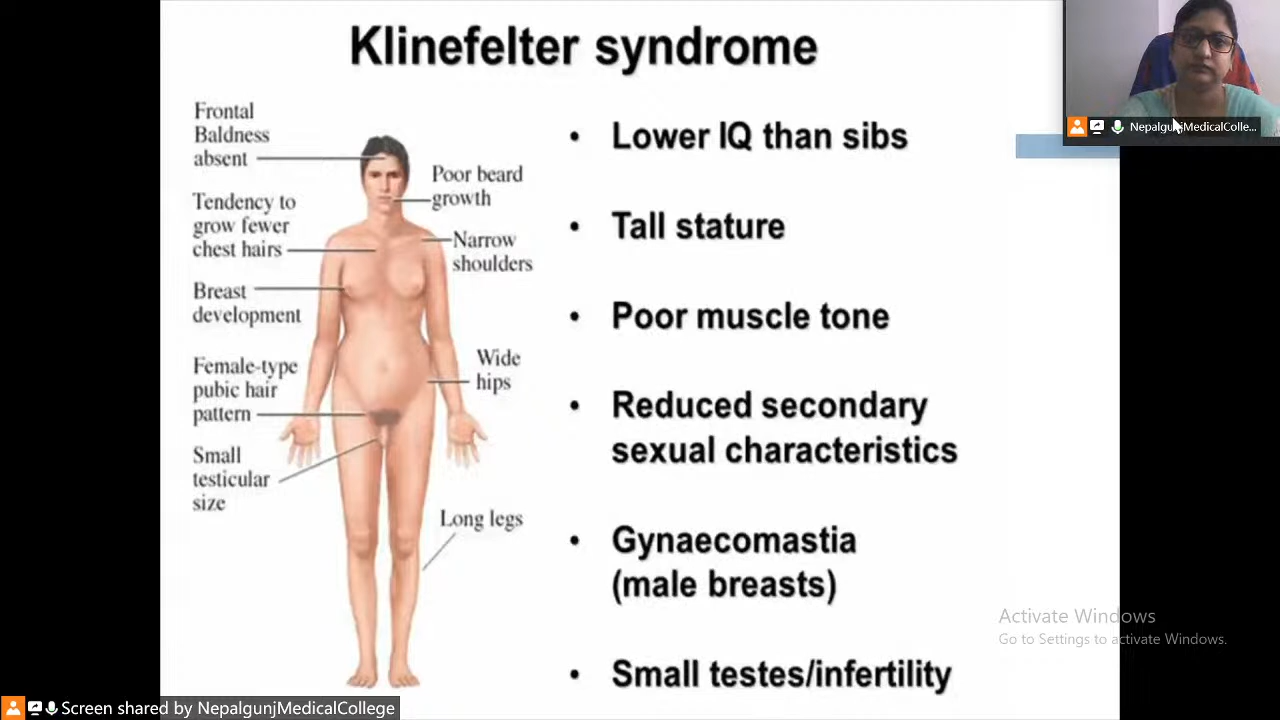 Klinefelter syndrome
NepalgunjMedicalColle...
Frontal
Baldness
absent
Tendency to
grow fewer
chest hairs
Breast
development
Female-type
pubic hair
pattern
Small
testicular
size
Poor beard
growth
Narrow
shoulders
Wide
hips
Long legs
• Lower IQ than sibs
• Tall stature
• Poor muscle tone
• Reduced secondary
sexual characteristics
• Gynaecomastia
(male breasts)
• Small testes/infertility
Activate Windows
Go to Settings to activate Windows.
Screen shared by NepalgunjMedicalCollege